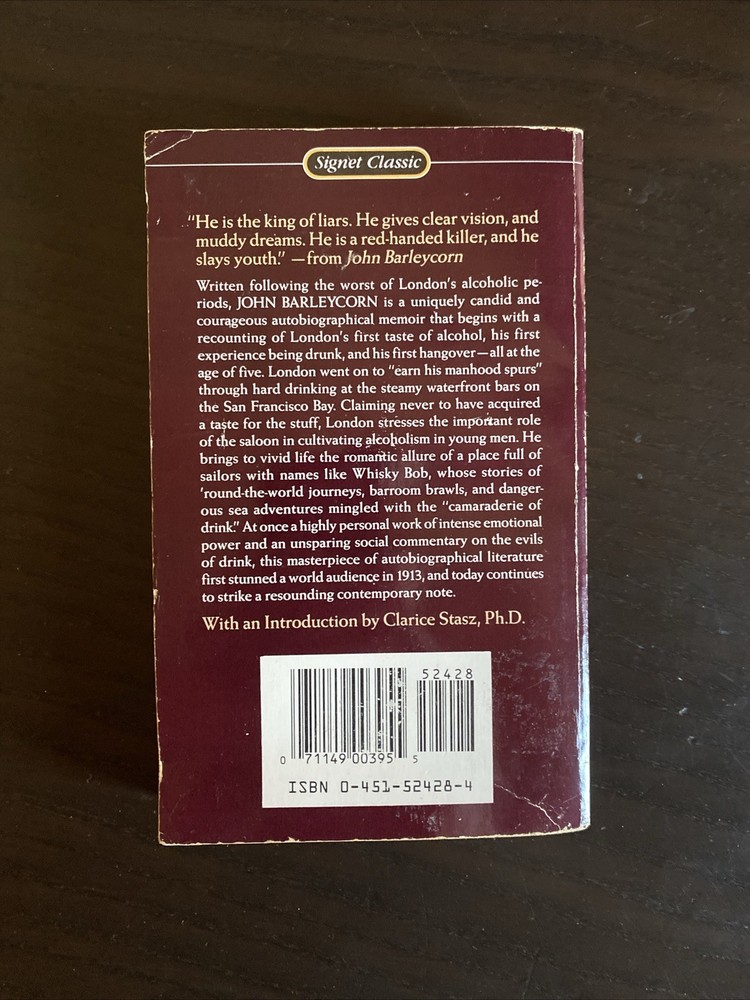 Signet Classic
"He is the king of liars. He gives clear vision, and
muddy dreams. He is a red-handed killer, and he
slays youth." —from John Barleycorn
Written following the worst of London's alcoholic pe-
riods, JOHN BARLEYCORN is a uniquely candid and
courageous autobiographical memoir that begins with a
recounting of London's first taste of alcohol, his first
experience being drunk, and his first hangover—all at the
age of five. London went on to "earn his manhood spurs"
through hard drinking at the steamy waterfront bars on
the San Francisco Bay. Claiming never to have acquired
a taste for the stuff, London stresses the important role
of the saloon in cultivating alcoholism in young men. He
brings to vivid life the romantic allure of a place full of
sailors with names like Whisky Bob, whose stories of
'round-the-world journeys, barroom brawls, and danger-
ous sea adventures mingled with the "camaraderie of
drink." At once a highly personal work of intense emotional
power and an unsparing social commentary on the evils
of drink, this masterpiece of autobiographical literature
first stunned a world audience in 1913, and today continues
to strike a resounding contemporary note.
With an Introduction by Clarice Stasz, Ph.D.
52428
0 71149 00395 5
ISBN 0-451-52428-4